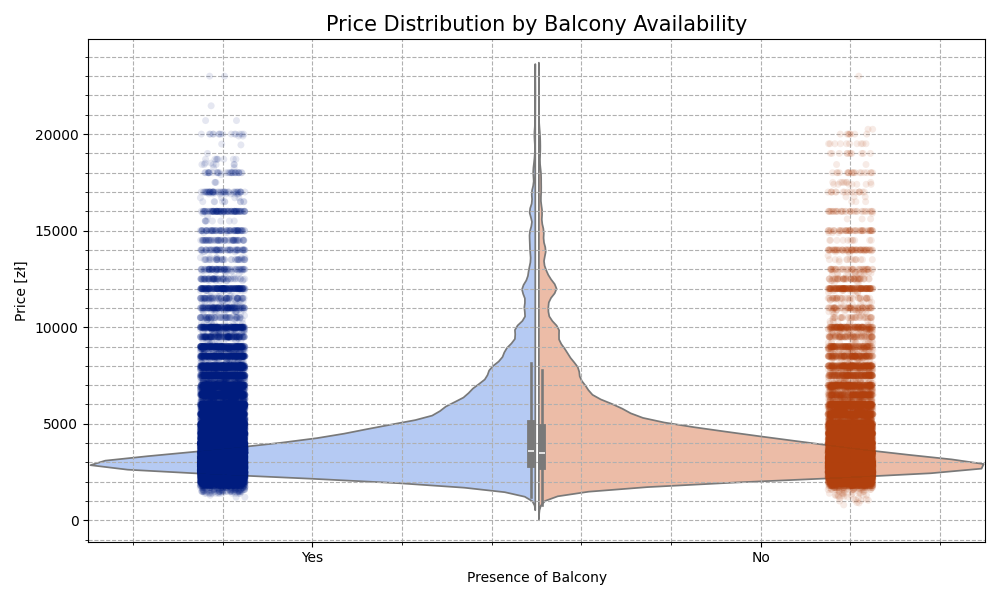 Price Distribution by Balcony Availability
Price [zł]
20000
15000
10000
5000
0
Yes
No
Presence of Balcony